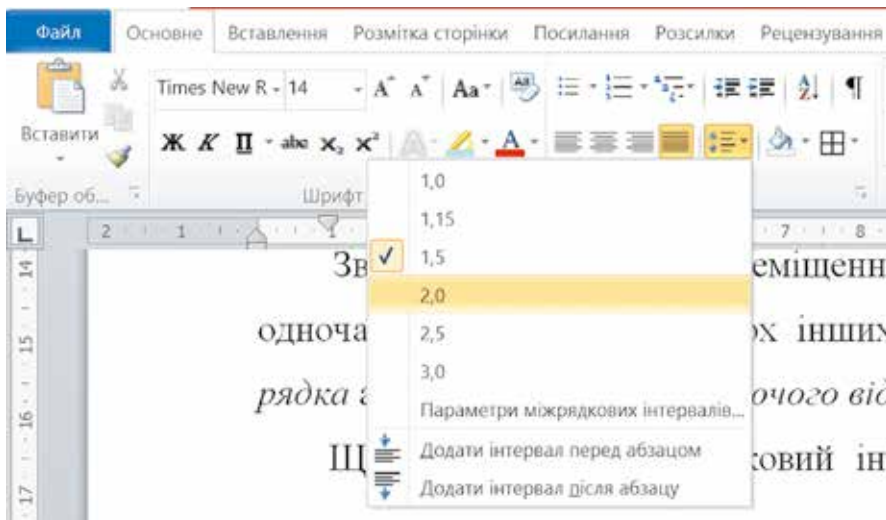 Файл Основне Вставлення Розмітка сторінки Посилання Розсилки Рецензування
Times New R 14 A A Aa
Вставити
Ж К П abc x₂ x² A A
Буфер об... Шрифт
L 2 1 1 7 8
1,0
1,15
1,5
2,0
2,5
3,0
Параметри міжрядкових інтервалів...
Додати інтервал перед абзацом
Додати інтервал після абзацу
14
15
16
17
Зв еміщенн
одноча х інших
рядка очого від
Щ ковий ін